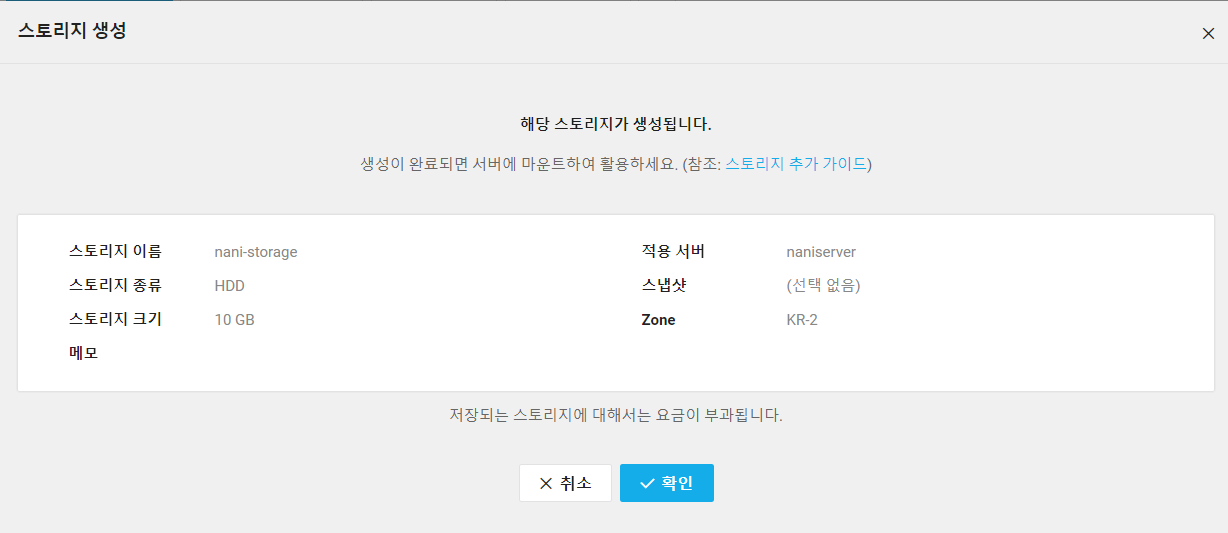 스토리지 생성
해당 스토리지가 생성됩니다.
생성이 완료되면 서버에 마운트하여 활용하세요. (참조: 스토리지 추가 가이드)
스토리지 이름 nani-storage 적용 서버 naniserver
스토리지 종류 HDD 스냅샷 (선택 없음)
스토리지 크기 10 GB Zone KR-2
메모
저장되는 스토리지에 대해서는 요금이 부과됩니다.
취소 확인